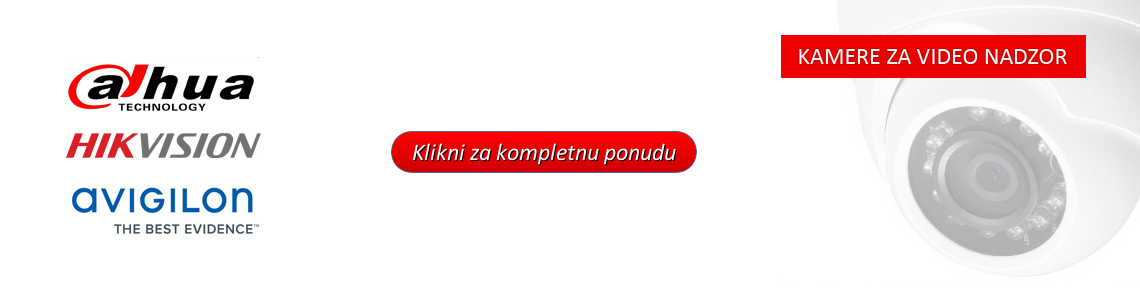 alhua
TECHNOLOGY
HIKVISION
AVIGILON
THE BEST EVIDENCE™
Klikni za kompletnu ponudu
KAMERE ZA VIDEO NADZOR